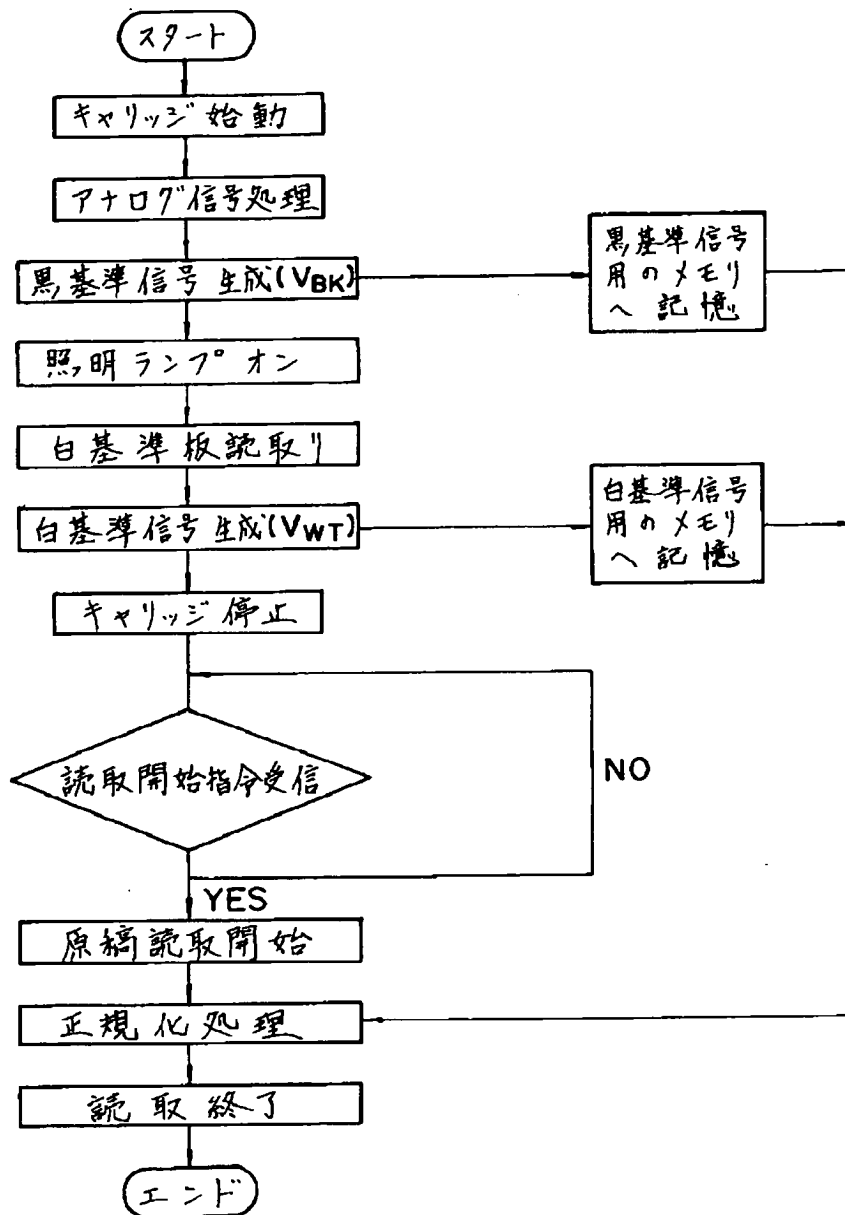 スタート
キャリッジ始動
アナログ信号処理
黒基準信号生成(VBK)
黒基準信号
用のメモリ
へ記憶
照明ランプオン
白基準板読取り
白基準信号生成(VWT)
白基準信号
用のメモリ
へ記憶
キャリッジ停止
読取開始指令受信
NO
YES
原稿読取開始
正規化処理
読取終了
エンド